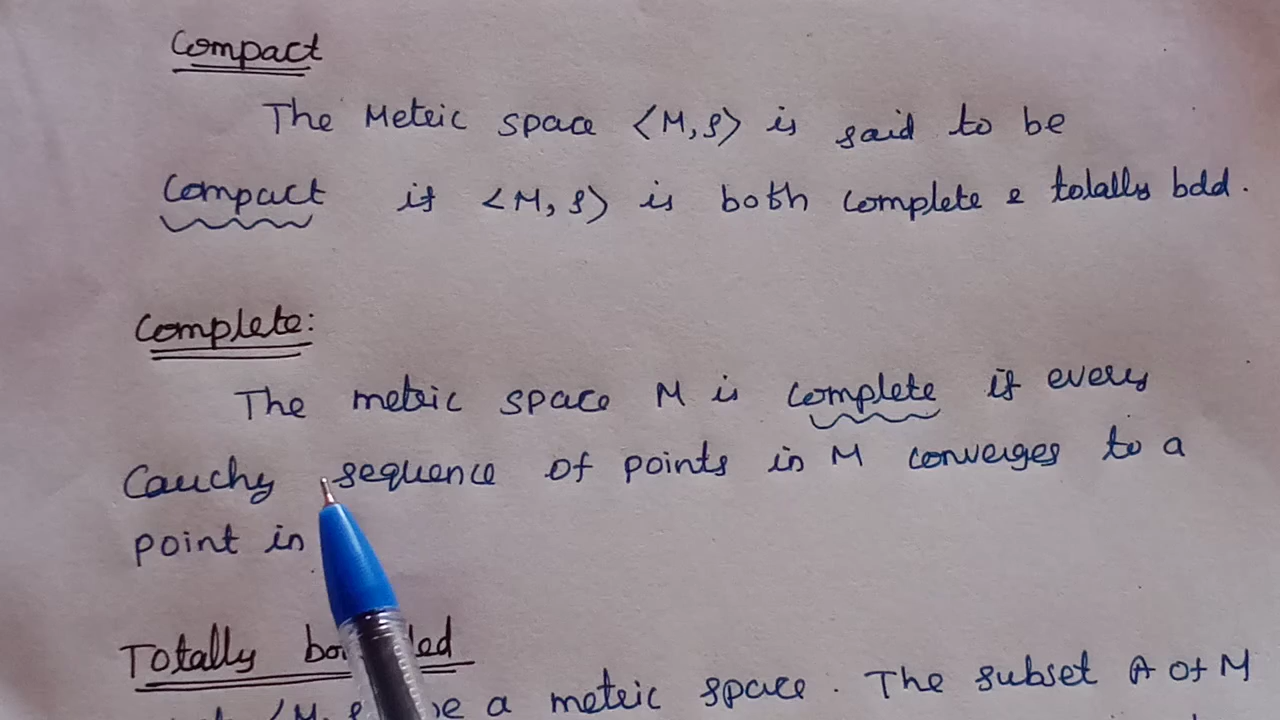 Compact
The Metric space <M, ρ> is said to be
Compact if <M, ρ> is both complete & totally bdd.
Complete:
The metric space M is complete if every
Cauchy sequence of points in M converges to a
point in
Totally
<M, a metric space. The subset A of M